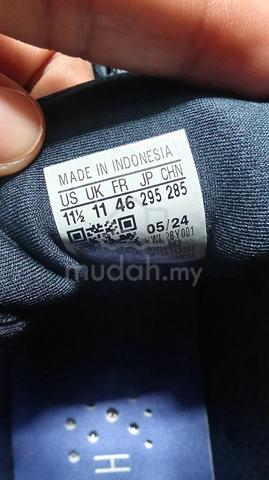 MADE IN INDONESIA
US UK FR JP CHN
11½ 11 46 295 285
05/24
mudah.my
H